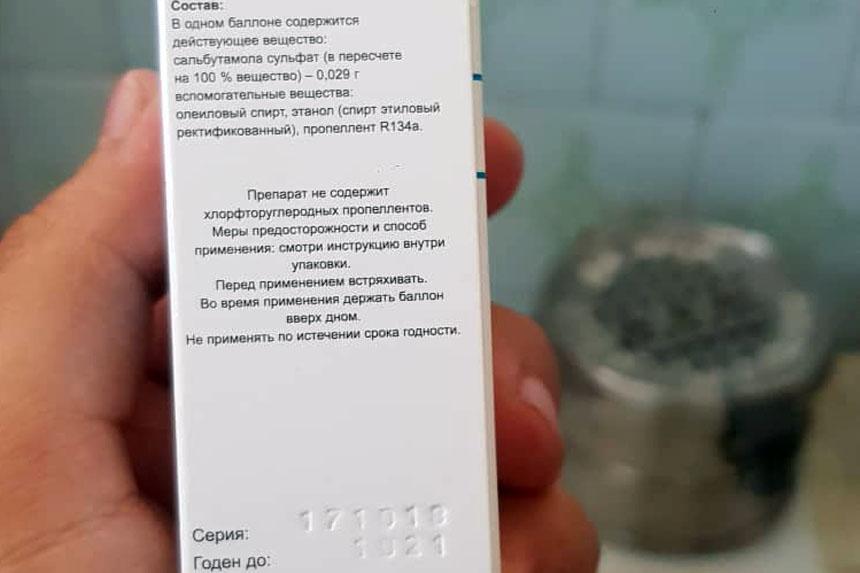 Состав:
В одном баллоне содержится
действующее вещество:
сальбутамола сульфат (в пересчете
на 100 % вещество) – 0,029 г
вспомогательные вещества:
олеиловый спирт, этанол (спирт этиловый
ректификованный), пропеллент R134a.
Препарат не содержит
хлорфторуглеродных пропеллентов.
Меры предосторожности и способ
применения: смотри инструкцию внутри
упаковки.
Перед применением встряхивать.
Во время применения держать баллон
вверх дном.
Не применять по истечении срока годности.
Серия: 171018
Годен до: 1021